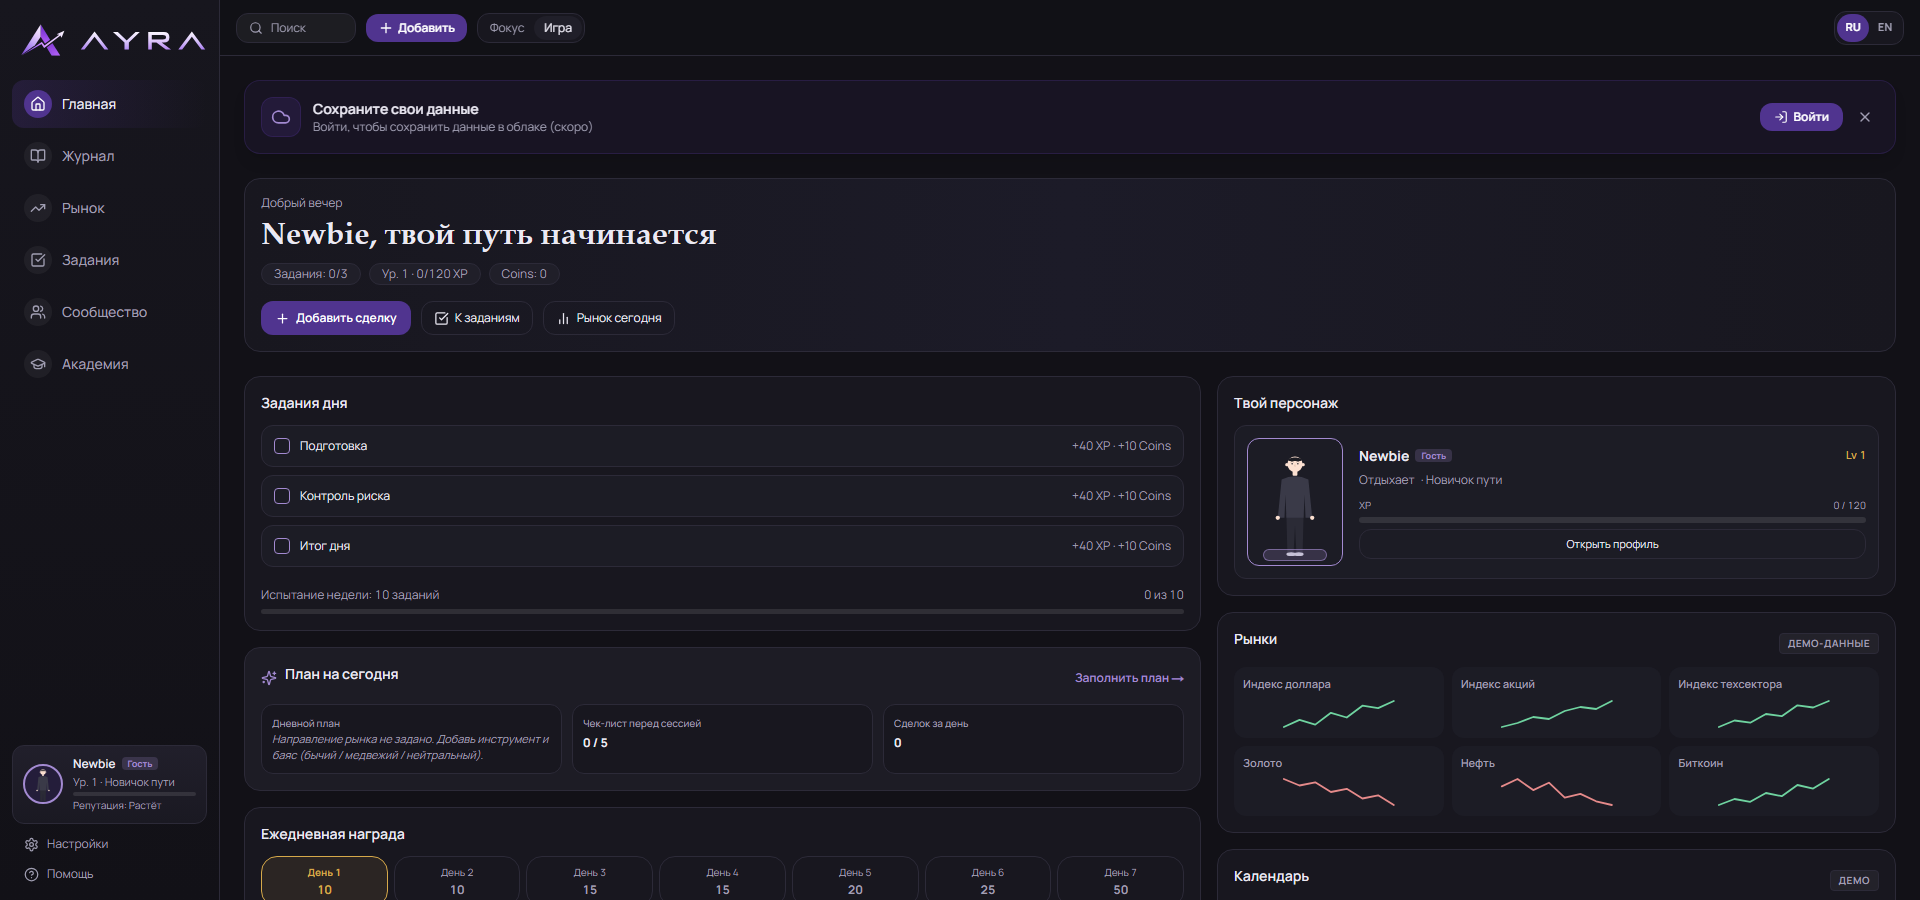 AYRA
Поиск
Добавить
Фокус
Игра
RU
EN
Главная
Журнал
Рынок
Задания
Сообщество
Академия
Newbie Гость
Ур. 1 · Новичок пути
Репутация: Растёт
Настройки
Помощь
Сохраните свои данные
Войти, чтобы сохранить данные в облаке (скоро)
Войти
Добрый вечер
Newbie, твой путь начинается
Задания: 0/3
Ур. 1 · 0/120 XP
Coins: 0
Добавить сделку
К заданиям
Рынок сегодня
Задания дня
Подготовка +40 XP · +10 Coins
Контроль риска +40 XP · +10 Coins
Итог дня +40 XP · +10 Coins
Испытание недели: 10 заданий 0 из 10
План на сегодня
Заполнить план →
Дневной план
Направление рынка не задано. Добавь инструмент и
баяс (бычий / медвежий / нейтральный).
Чек-лист перед сессией
0 / 5
Сделок за день
0
Ежедневная награда
День 1
10
День 2
10
День 3
15
День 4
15
День 5
20
День 6
25
День 7
50
Твой персонаж
Newbie Гость
Lv 1
Отдыхает · Новичок пути
XP 0 / 120
Открыть профиль
Рынки
ДЕМО-ДАННЫЕ
Индекс доллара
Индекс акций
Индекс техсектора
Золото
Нефть
Биткоин
Календарь
ДЕМО